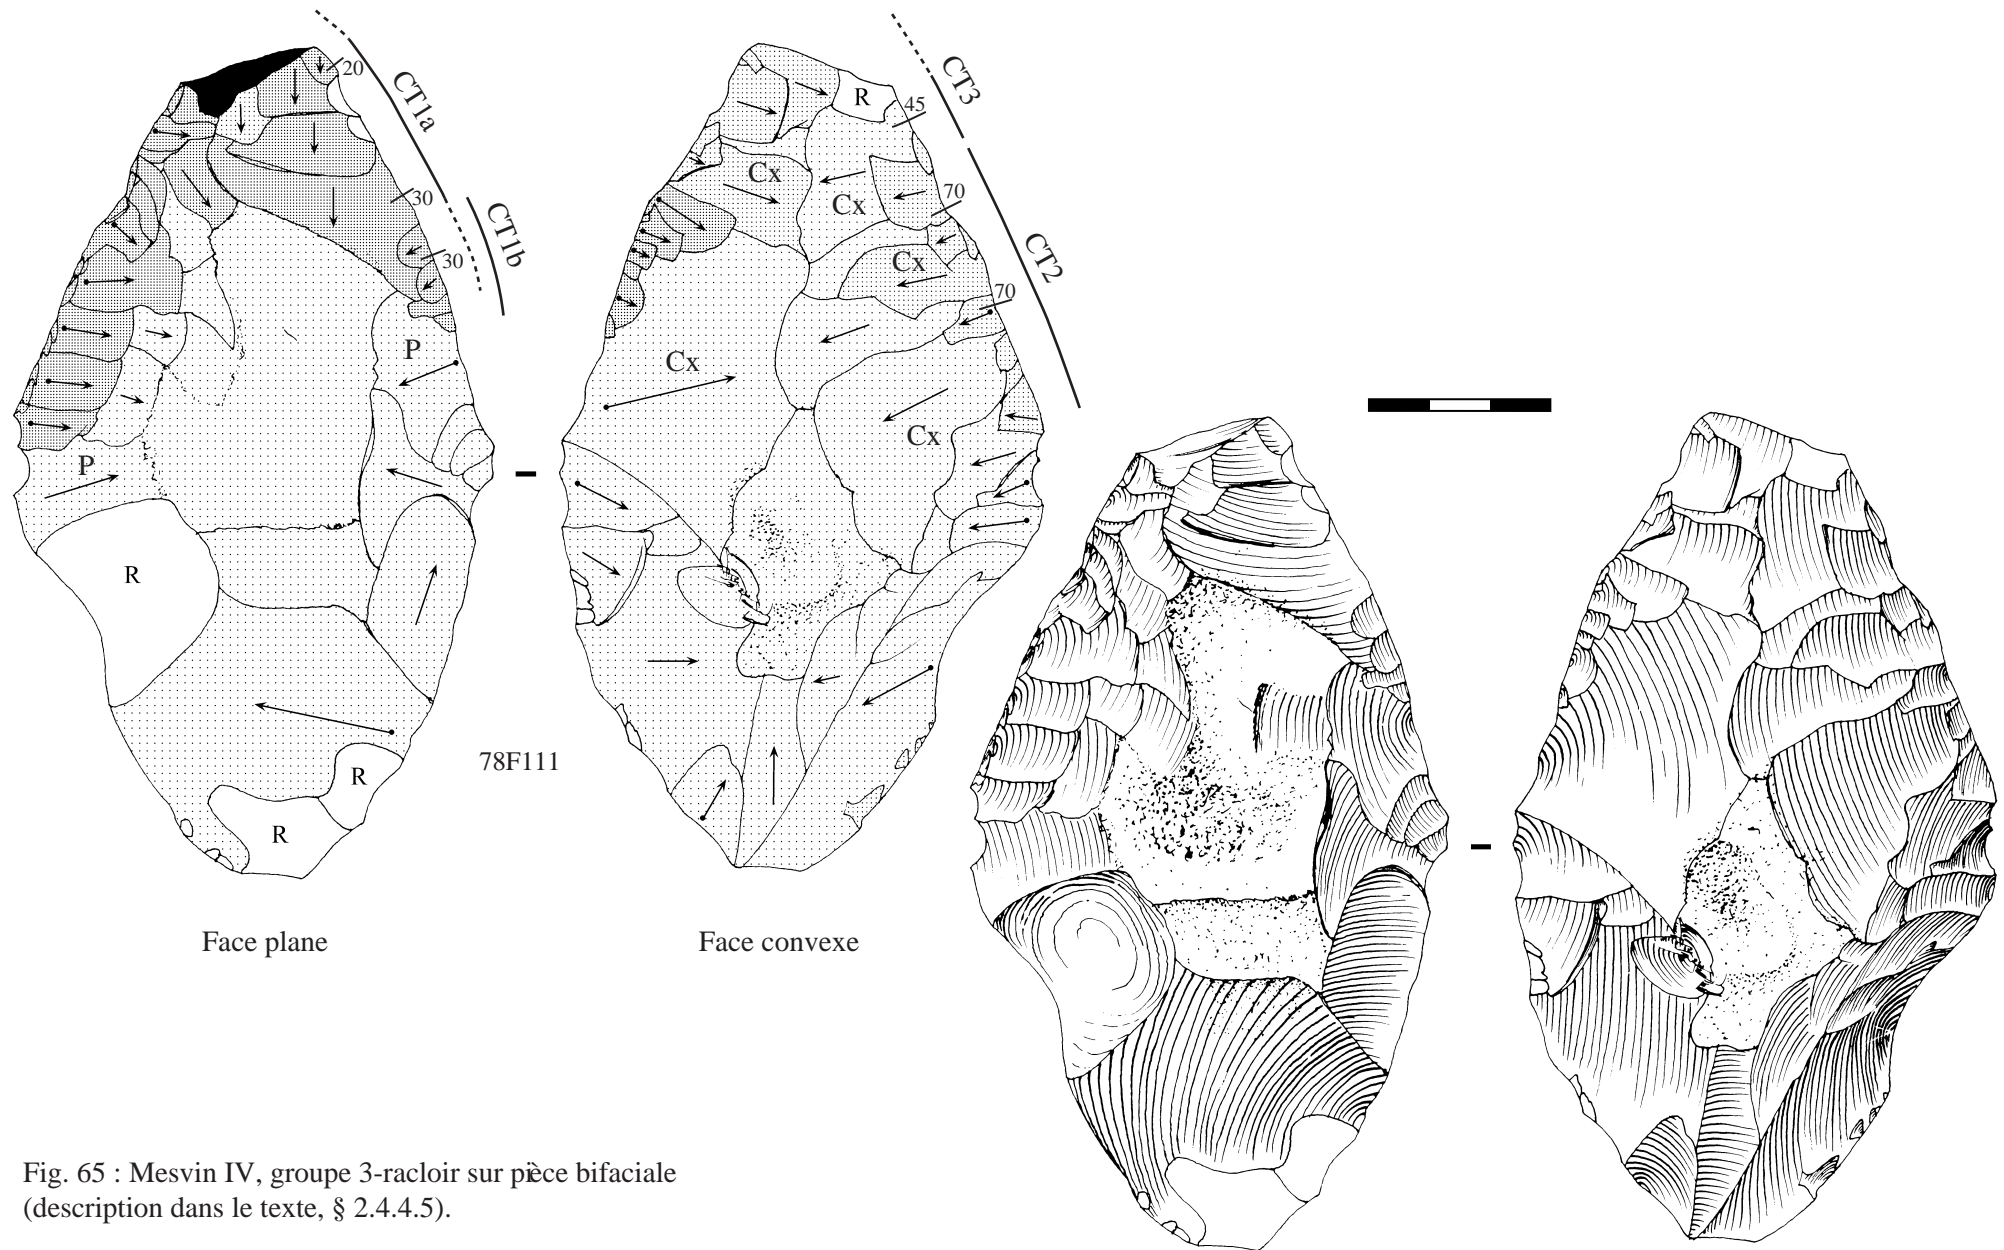 20
CT1a
30
CT1b
30
P
P
R
R
R
Face plane
R
45
CT3
Cx
Cx
70
CT2
Cx
70
Cx
Cx
Face convexe
78F111
Fig. 65 : Mesvin IV, groupe 3-racloir sur pièce bifaciale
(description dans le texte, § 2.4.4.5).